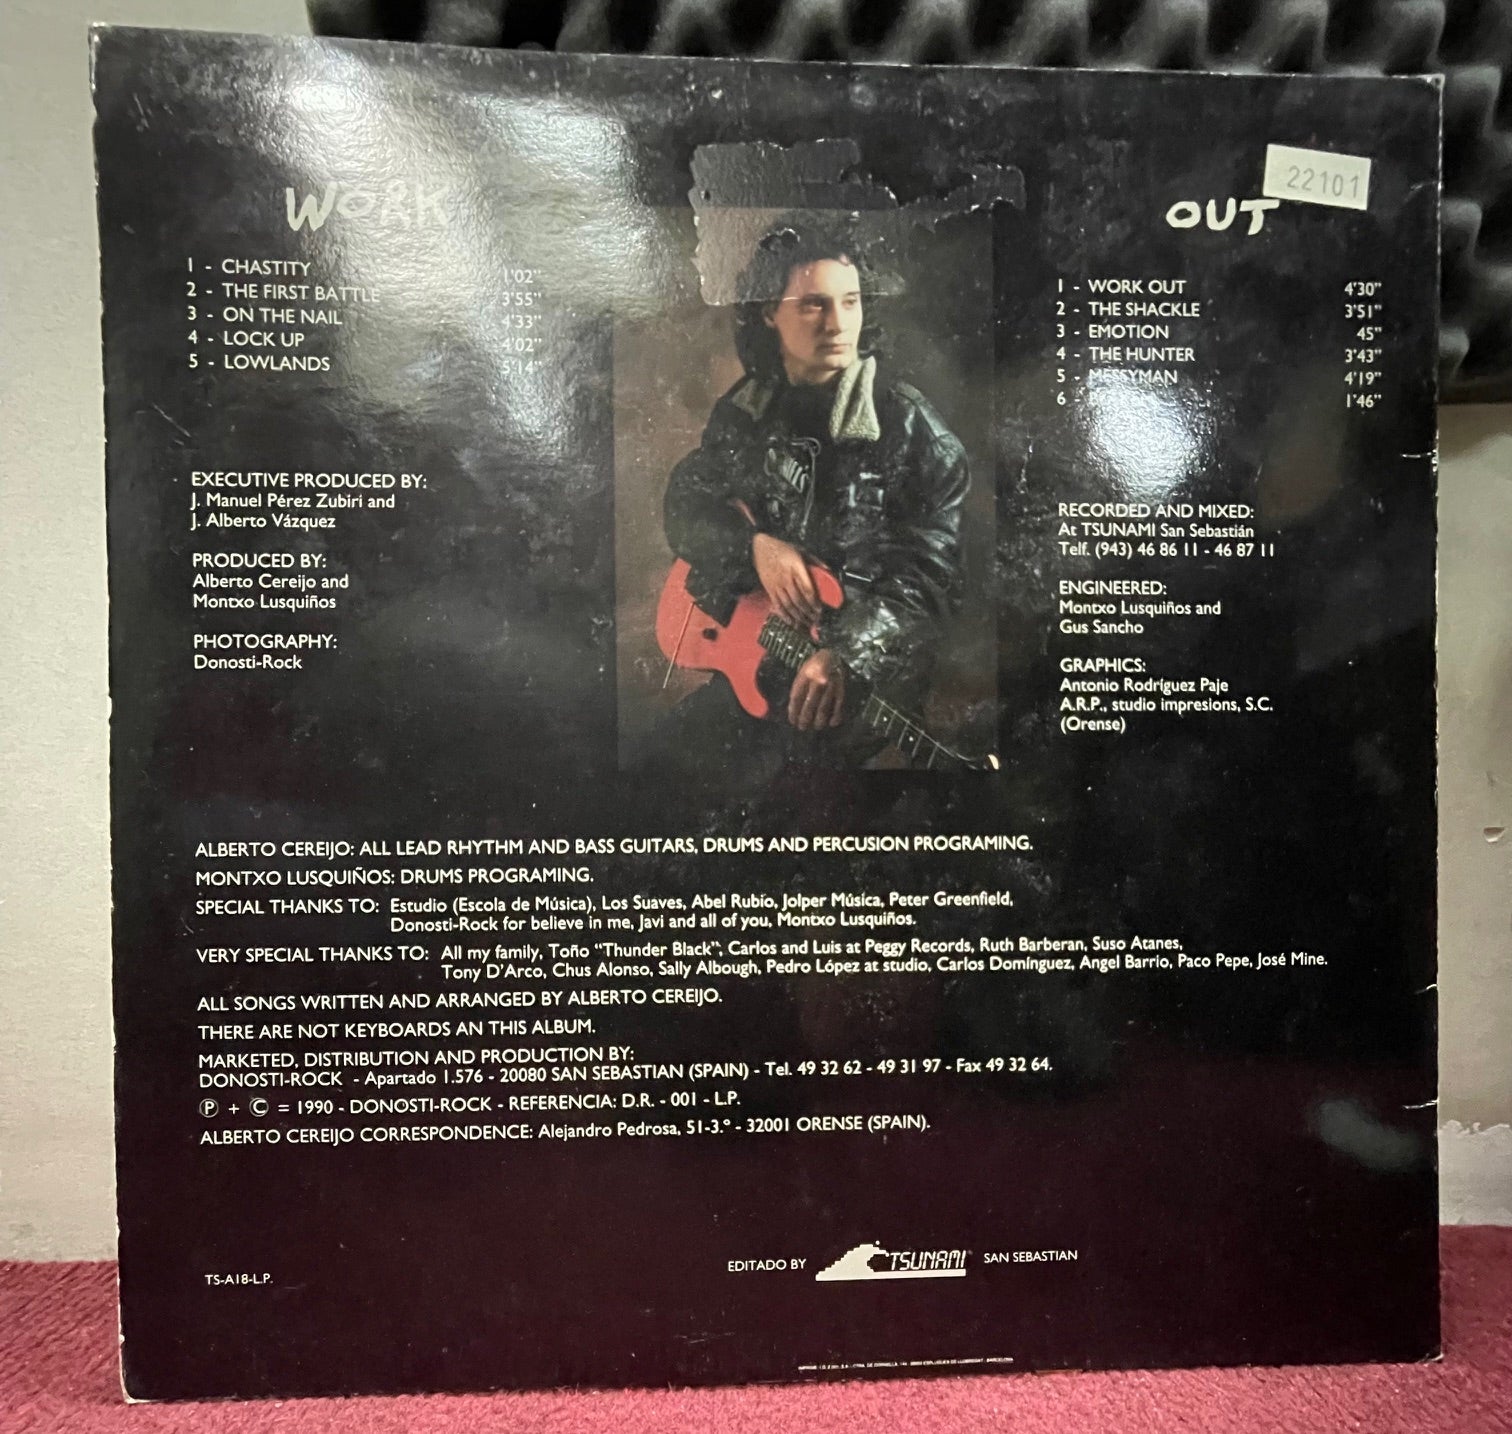 WORK
1 - CHASTITY 1'02"
2 - THE FIRST BATTLE 3'55"
3 - ON THE NAIL 4'33"
4 - LOCK UP 4'02"
5 - LOWLANDS 5'14"
EXECUTIVE PRODUCED BY:
J. Manuel Pérez Zubiri and
J. Alberto Vázquez
PRODUCED BY:
Alberto Cereijo and
Montxo Lusquiños
PHOTOGRAPHY:
Donosti-Rock
22101
OUT
1 - WORK OUT 4'30"
2 - THE SHACKLE 3'51"
3 - EMOTION 45"
4 - THE HUNTER 3'43"
5 - MESSYMAN 4'19"
6 - 1'46"
RECORDED AND MIXED:
At TSUNAMI San Sebastián
Telf. (943) 46 86 11 - 46 87 11
ENGINEERED:
Montxo Lusquiños and
Gus Sancho
GRAPHICS:
Antonio Rodríguez Paje
A.R.P., studio impresions, S.C.
(Orense)
ALBERTO CEREIJO: ALL LEAD RHYTHM AND BASS GUITARS, DRUMS AND PERCUSION PROGRAMING.
MONTXO LUSQUIÑOS: DRUMS PROGRAMING.
SPECIAL THANKS TO: Estudio (Escola de Música), Los Suaves, Abel Rubio, Jolper Música, Peter Greenfield,
Donosti-Rock for believe in me, Javi and all of you, Montxo Lusquiños.
VERY SPECIAL THANKS TO: All my family, Toño "Thunder Black", Carlos and Luis at Peggy Records, Ruth Barberan, Suso Atanes,
Tony D'Arco, Chus Alonso, Sally Albough, Pedro López at studio, Carlos Domínguez, Angel Barrio, Paco Pepe, José Mine.
ALL SONGS WRITTEN AND ARRANGED BY ALBERTO CEREIJO.
THERE ARE NOT KEYBOARDS AN THIS ALBUM.
MARKETED, DISTRIBUTION AND PRODUCTION BY:
DONOSTI-ROCK - Apartado 1.576 - 20080 SAN SEBASTIAN (SPAIN) - Tel. 49 32 62 - 49 31 97 - Fax 49 32 64.
Ⓟ + © = 1990 - DONOSTI-ROCK - REFERENCIA: D.R. - 001 - L.P.
ALBERTO CEREIJO CORRESPONDENCE: Alejandro Pedrosa, 51-3.º - 32001 ORENSE (SPAIN).
EDITADO BY TSUNAMI SAN SEBASTIAN
TS-A18-L.P.